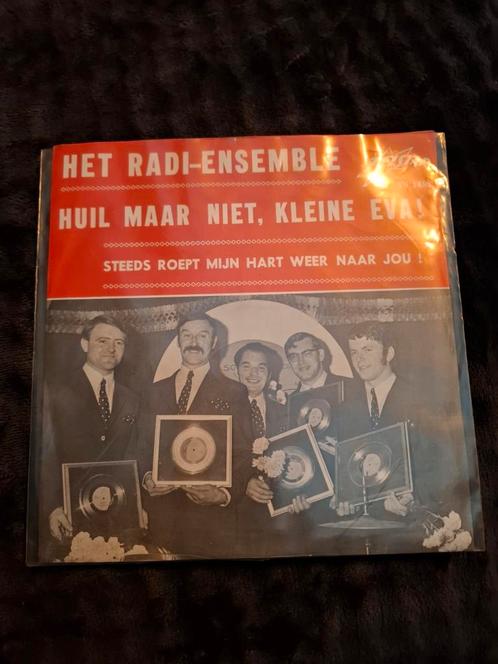 HET RADI-ENSEMBLE
HUIL MAAR NIET, KLEINE EVA!
STEEDS ROEPT MIJN HART WEER NAAR JOU !